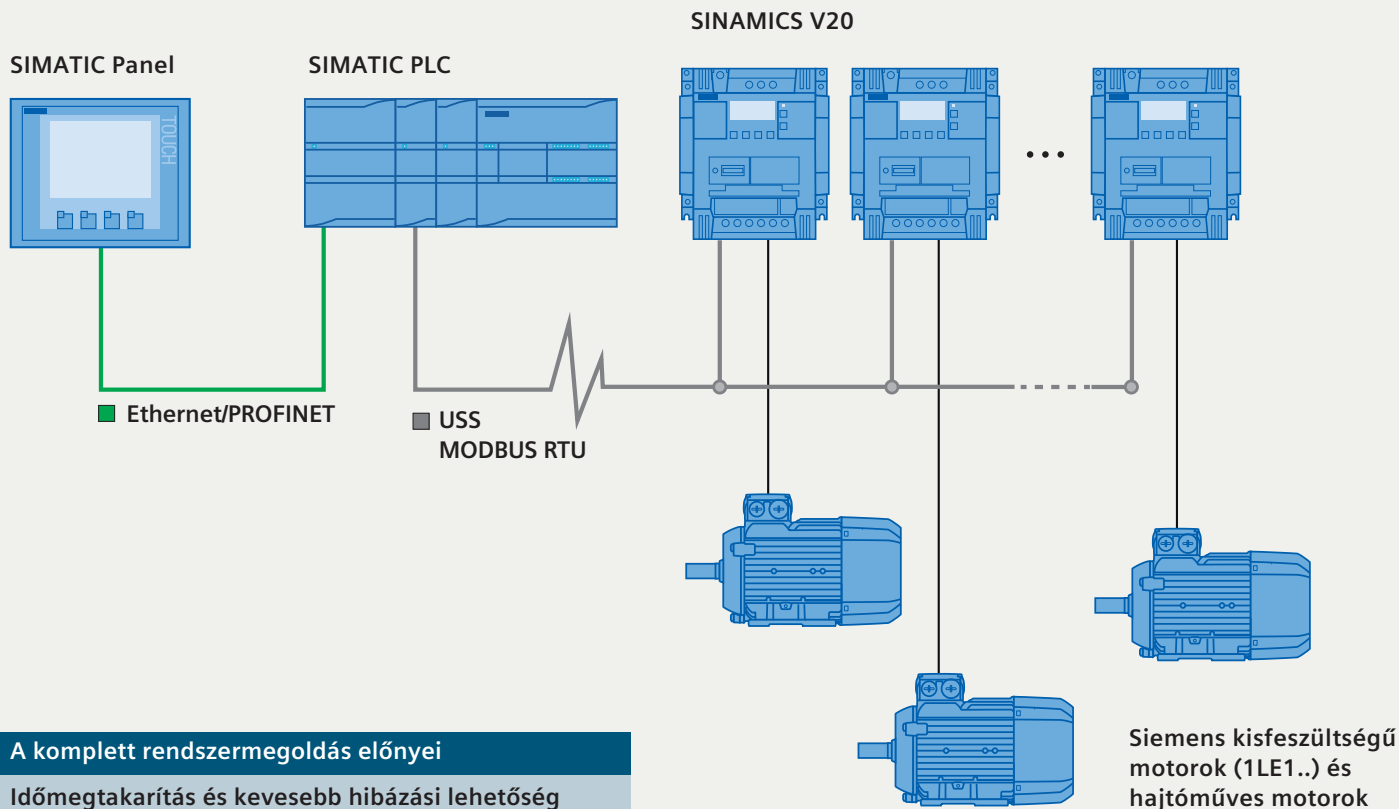 SINAMICS V20
SIMATIC Panel
SIMATIC PLC
TOUCH
Ethernet/PROFINET
USS
MODBUS RTU
A komplett rendszermegoldás előnyei
Időmegtakarítás és kevesebb hibázási lehetőség
Siemens kisfeszültségű
motorok (1LE1..) és
hajtóműves motorok